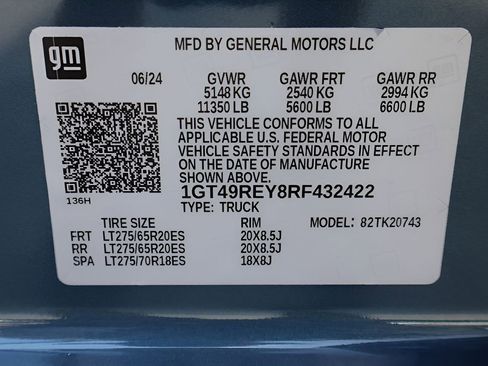 gm
MFD BY GENERAL MOTORS LLC
06/24 GVWR GAWR FRT GAWR RR
5148 KG 2540 KG 2994 KG
11350 LB 5600 LB 6600 LB
THIS VEHICLE CONFORMS TO ALL
APPLICABLE U.S. FEDERAL MOTOR
VEHICLE SAFETY STANDARDS IN EFFECT
ON THE DATE OF MANUFACTURE
SHOWN ABOVE.
136H
1GT49REY8RF432422
TYPE: TRUCK
TIRE SIZE RIM MODEL: 82TK20743
FRT LT275/65R20ES 20X8.5J
RR LT275/65R20ES 20X8.5J
SPA LT275/70R18ES 18X8J